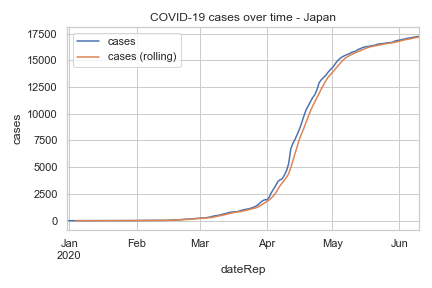 COVID-19 cases over time - Japan
cases
cases (rolling)
17500
15000
12500
10000
7500
5000
2500
0
cases
Jan
2020
Feb
Mar
Apr
May
Jun
dateRep